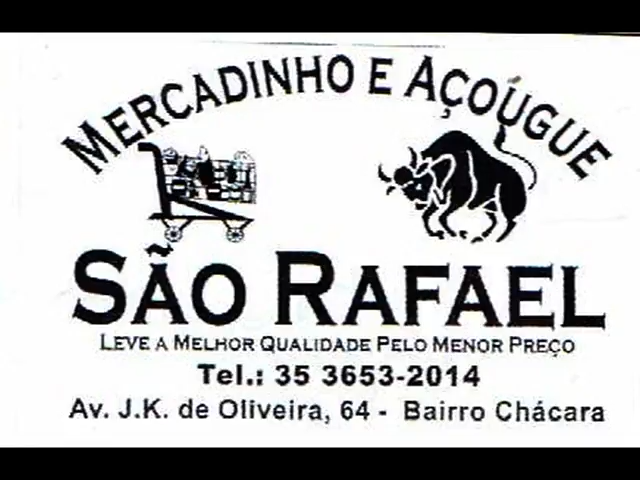 MERCADINHO E AÇOUGUE
SÃO RAFAEL
LEVE A MELHOR QUALIDADE PELO MENOR PREÇO
Tel.: 35 3653-2014
Av. J.K. de Oliveira, 64 - Bairro Chácara